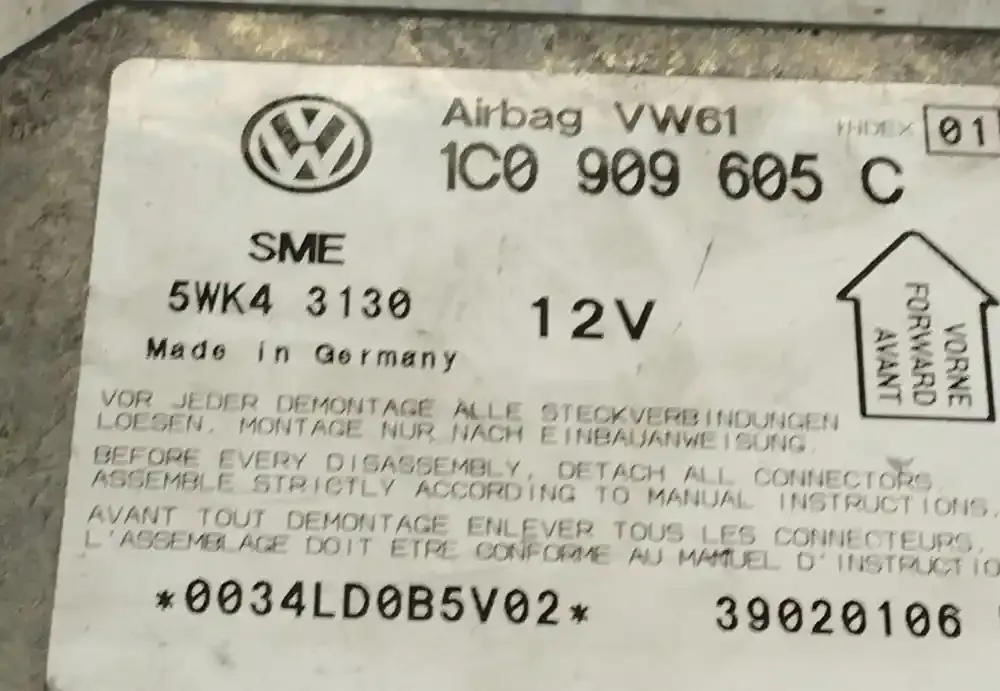 Airbag VW61
INDEX 01
1C0 909 605 C
SME
5WK4 3130
12V
Made in Germany
VORNE
FORWARD
AVANT
VOR JEDER DEMONTAGE ALLE STECKVERBINDUNGEN
LOESEN. MONTAGE NUR NACH EINBAUANWEISUNG.
BEFORE EVERY DISASSEMBLY, DETACH ALL CONNECTORS.
ASSEMBLE STRICTLY ACCORDING TO MANUAL INSTRUCTIONS.
AVANT TOUT DEMONTAGE ENLEVER TOUS LES CONNECTEURS.
L'ASSEMBLAGE DOIT ETRE CONFORME AU MANUEL D'INSTRUCTIO
*0034LD0B5V02*
39020106